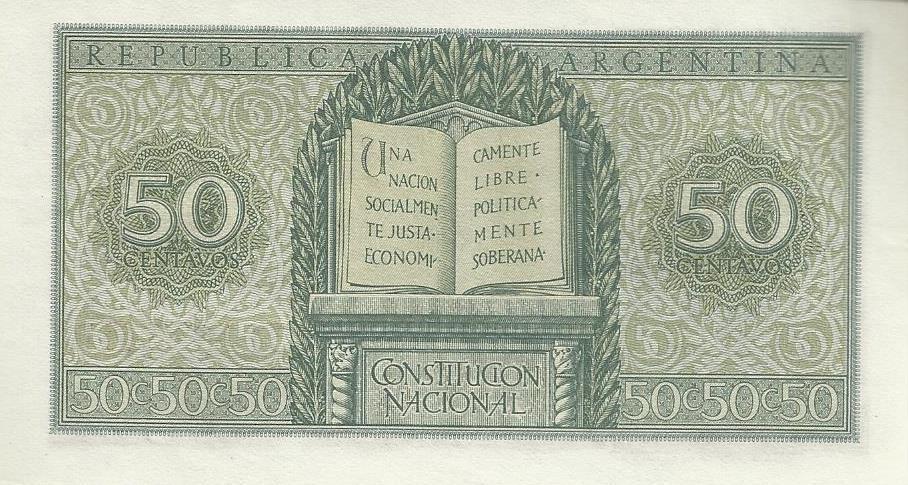 REPUBLICA ARGENTINA
UNA
NACION
SOCIALMEN
TE JUSTA·
ECONOMI-
CAMENTE
LIBRE·
POLITICA-
MENTE
SOBERANA·
50
CENTAVOS
50
CENTAVOS
CONSTITUCION
NACIONAL
50C50C50
50C50C50